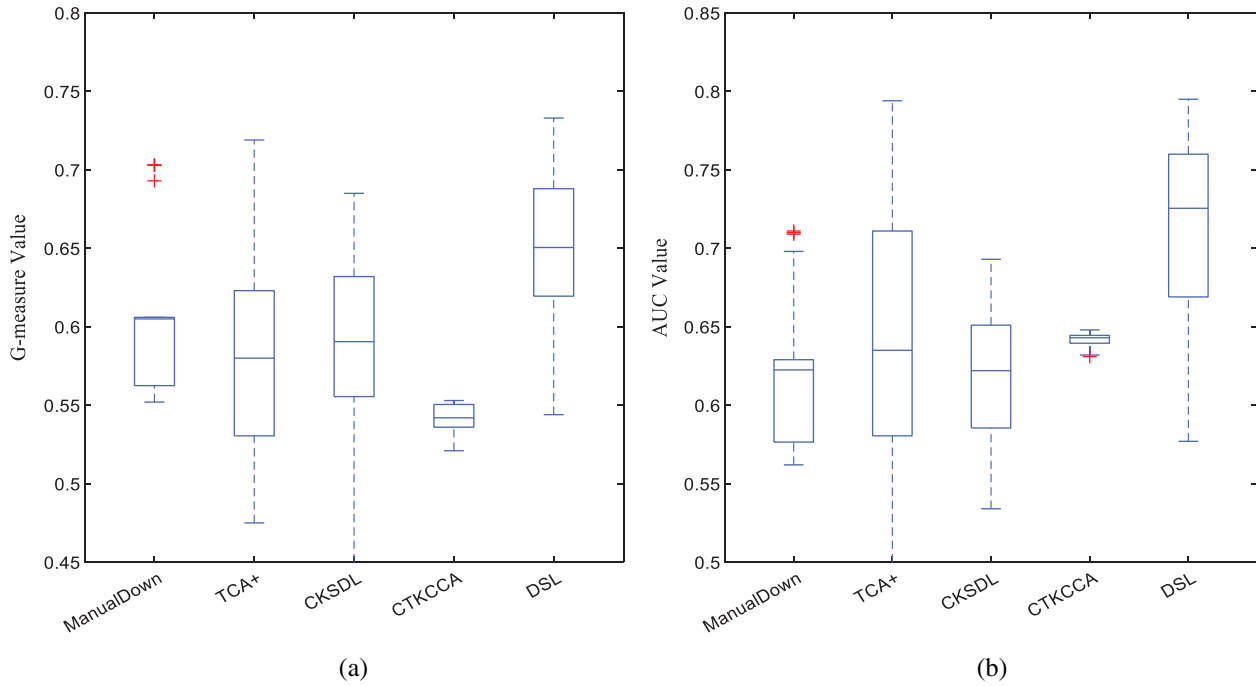 G-measure Value
0.8
0.75
0.7
0.65
0.6
0.55
0.5
0.45
ManualDown
TCA+
CKSDL
CTKCCA
DSL
(a)
AUC Value
0.85
0.8
0.75
0.7
0.65
0.6
0.55
0.5
ManualDown
TCA+
CKSDL
CTKCCA
DSL
(b)